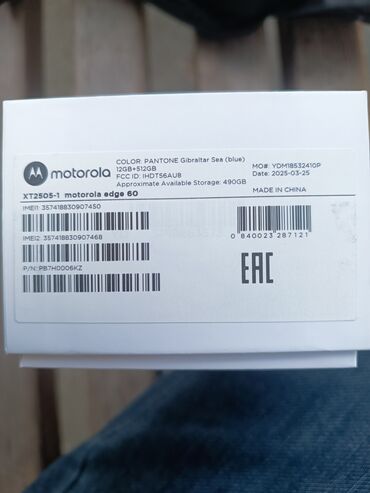 motorola
COLOR: PANTONE Gibraltar Sea (blue)
12GB+512GB
FCC ID: IHDT56AU8
Approximate Available Storage: 490GB
MO#: YDM18532410P
Date: 2025-03-25
XT2505-1 motorola edge 60
MADE IN CHINA
IMEI1: 357418830907450
IMEI2: 357418830907468
0 840023 287121
P/N: PB7H0006KZ
EAC